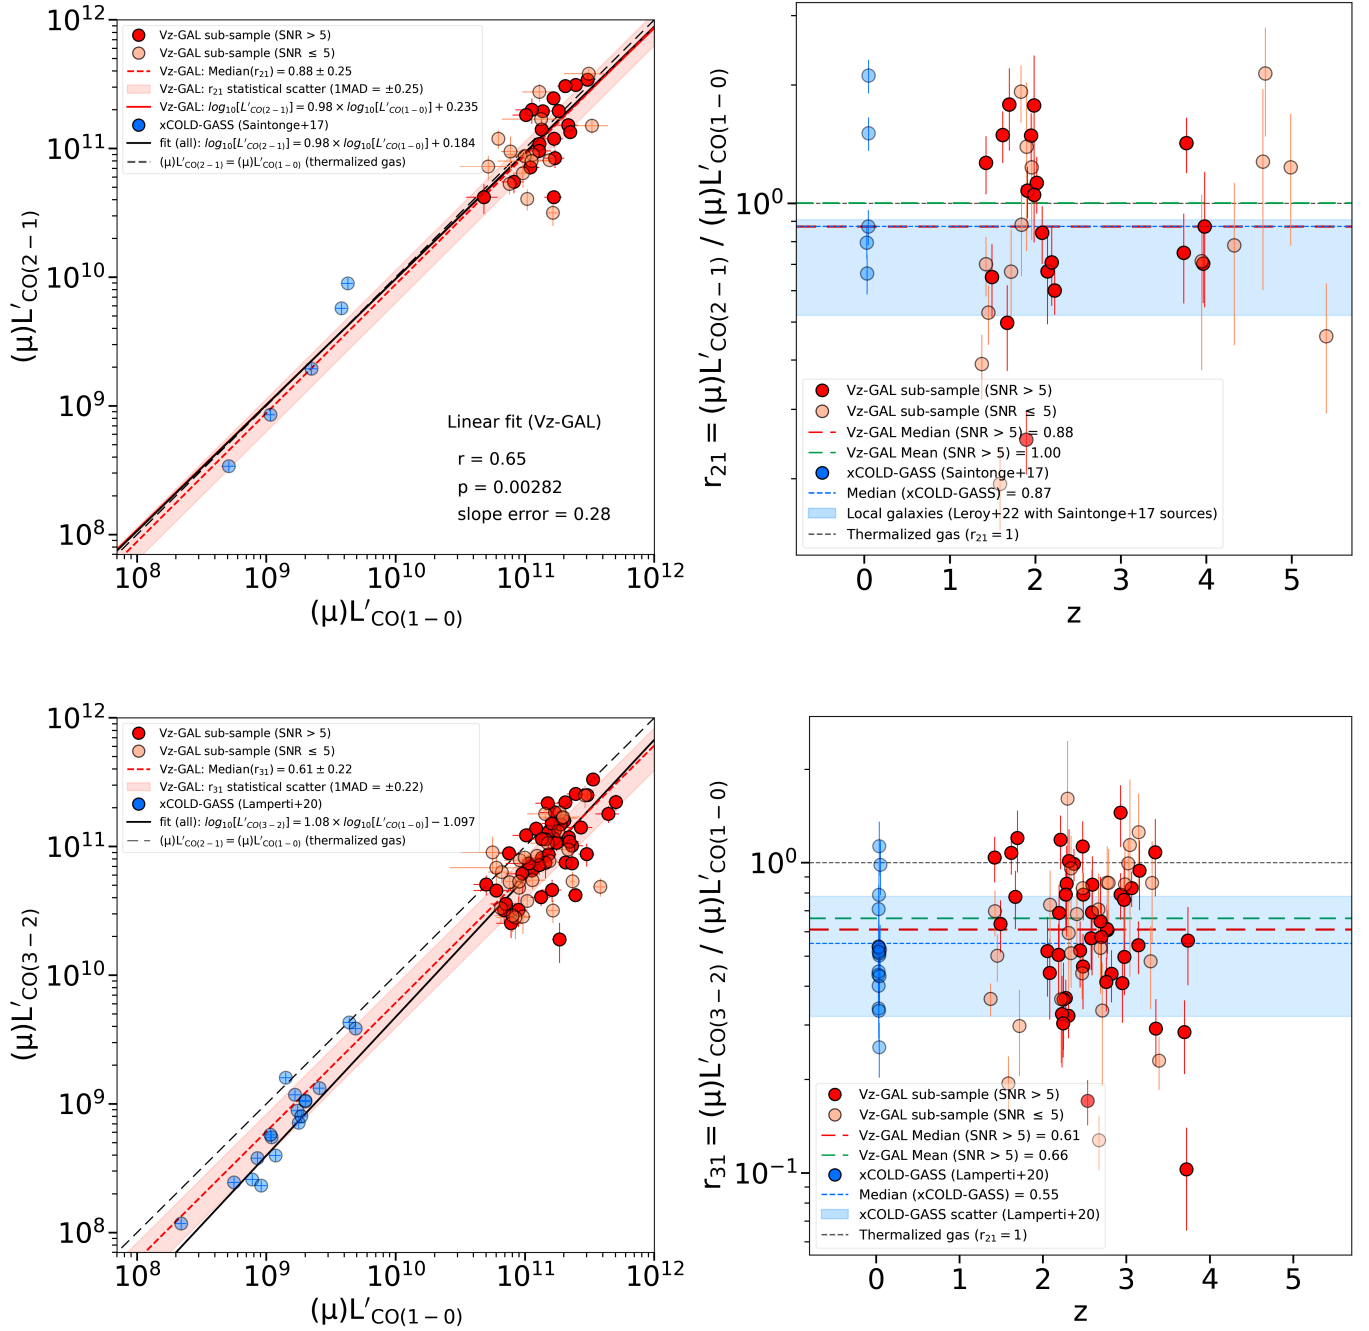 10¹²
10¹¹
10¹⁰
10⁹
10⁸
(μ)L′CO(2 − 1)
Vz-GAL sub-sample (SNR > 5)
Vz-GAL sub-sample (SNR ≤ 5)
Vz-GAL: Median(r₂₁) = 0.88 ± 0.25
Vz-GAL: r₂₁ statistical scatter (1MAD = ±0.25)
Vz-GAL: log₁₀[L′CO(2−1)] = 0.98 × log₁₀[L′CO(1−0)] + 0.235
xCOLD-GASS (Saintonge+17)
fit (all): log₁₀[L′CO(2−1)] = 0.98 × log₁₀[L′CO(1−0)] + 0.184
(μ)L′CO(2−1) = (μ)L′CO(1−0) (thermalized gas)
Linear fit (Vz-GAL)
r = 0.65
p = 0.00282
slope error = 0.28
10⁸ 10⁹ 10¹⁰ 10¹¹ 10¹²
(μ)L′CO(1 − 0)
r₂₁ = (μ)L′CO(2 − 1) / (μ)L′CO(1 − 0)
10⁰
Vz-GAL sub-sample (SNR > 5)
Vz-GAL sub-sample (SNR ≤ 5)
Vz-GAL Median (SNR > 5) = 0.88
Vz-GAL Mean (SNR > 5) = 1.00
xCOLD-GASS (Saintonge+17)
Median (xCOLD-GASS) = 0.87
Local galaxies (Leroy+22 with Saintonge+17 sources)
Thermalized gas (r₂₁ = 1)
0 1 2 3 4 5
z
10¹²
10¹¹
10¹⁰
10⁹
10⁸
(μ)L′CO(3 − 2)
Vz-GAL sub-sample (SNR > 5)
Vz-GAL sub-sample (SNR ≤ 5)
Vz-GAL: Median(r₃₁) = 0.61 ± 0.22
Vz-GAL: r₃₁ statistical scatter (1MAD = ±0.22)
xCOLD-GASS (Lamperti+20)
fit (all): log₁₀[L′CO(3−2)] = 1.08 × log₁₀[L′CO(1−0)] − 1.097
(μ)L′CO(2−1) = (μ)L′CO(1−0) (thermalized gas)
10⁸ 10⁹ 10¹⁰ 10¹¹ 10¹²
(μ)L′CO(1 − 0)
r₃₁ = (μ)L′CO(3 − 2) / (μ)L′CO(1 − 0)
10⁰
10⁻¹
Vz-GAL sub-sample (SNR > 5)
Vz-GAL sub-sample (SNR ≤ 5)
Vz-GAL Median (SNR > 5) = 0.61
Vz-GAL Mean (SNR > 5) = 0.66
xCOLD-GASS (Lamperti+20)
Median (xCOLD-GASS) = 0.55
xCOLD-GASS scatter (Lamperti+20)
Thermalized gas (r₂₁ = 1)
0 1 2 3 4 5
z